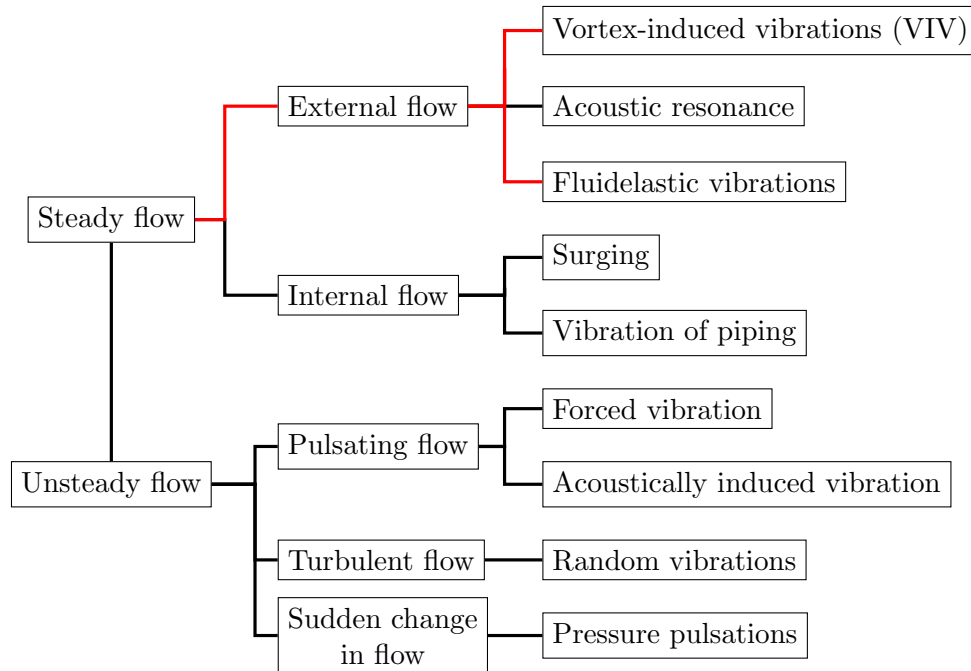 Vortex-induced vibrations (VIV)
External flow
Acoustic resonance
Fluidelastic vibrations
Steady flow
Surging
Internal flow
Vibration of piping
Forced vibration
Pulsating flow
Unsteady flow
Acoustically induced vibration
Turbulent flow
Random vibrations
Sudden change
in flow
Pressure pulsations